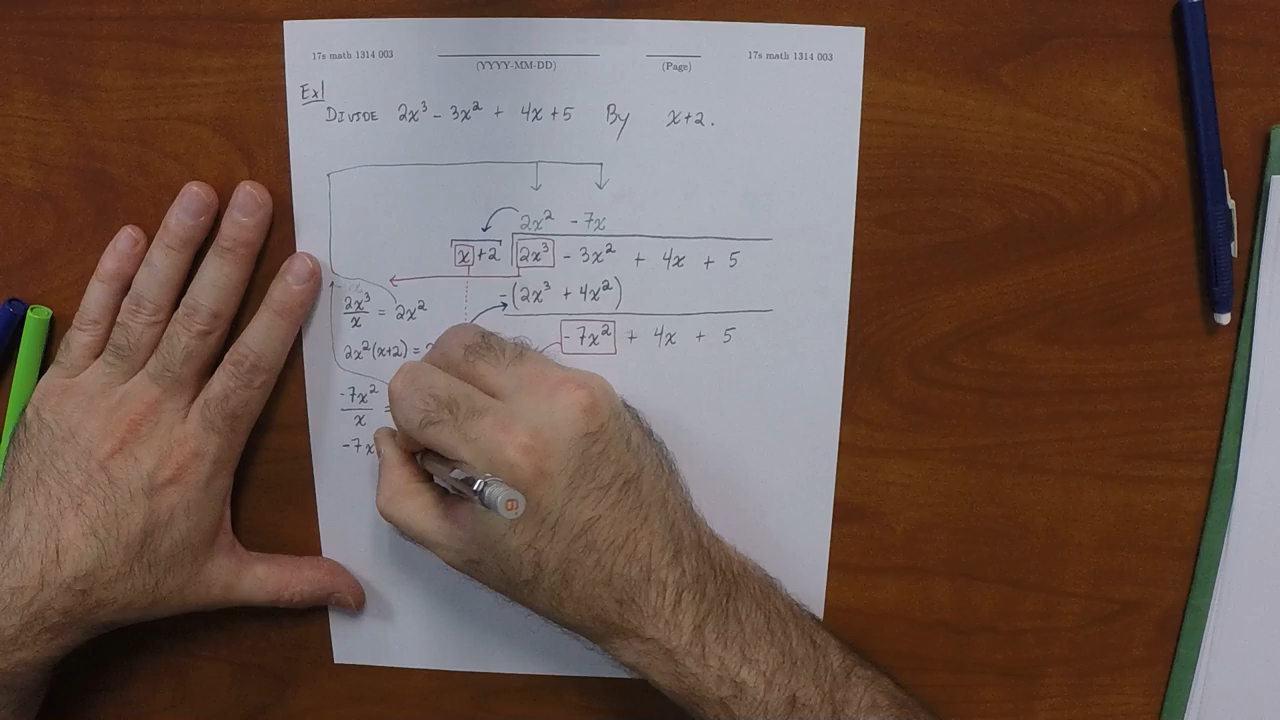 17s math 1314 003 (YYYY-MM-DD) (Page) 17s math 1314 003
Ex1
DIVIDE 2x³ - 3x² + 4x + 5 By x+2.
2x² - 7x
x+2 2x³ - 3x² + 4x + 5
-(2x³ + 4x²)
2x³/x = 2x²
-7x² + 4x + 5
2x²(x+2) =
-7x²/x =
-7x